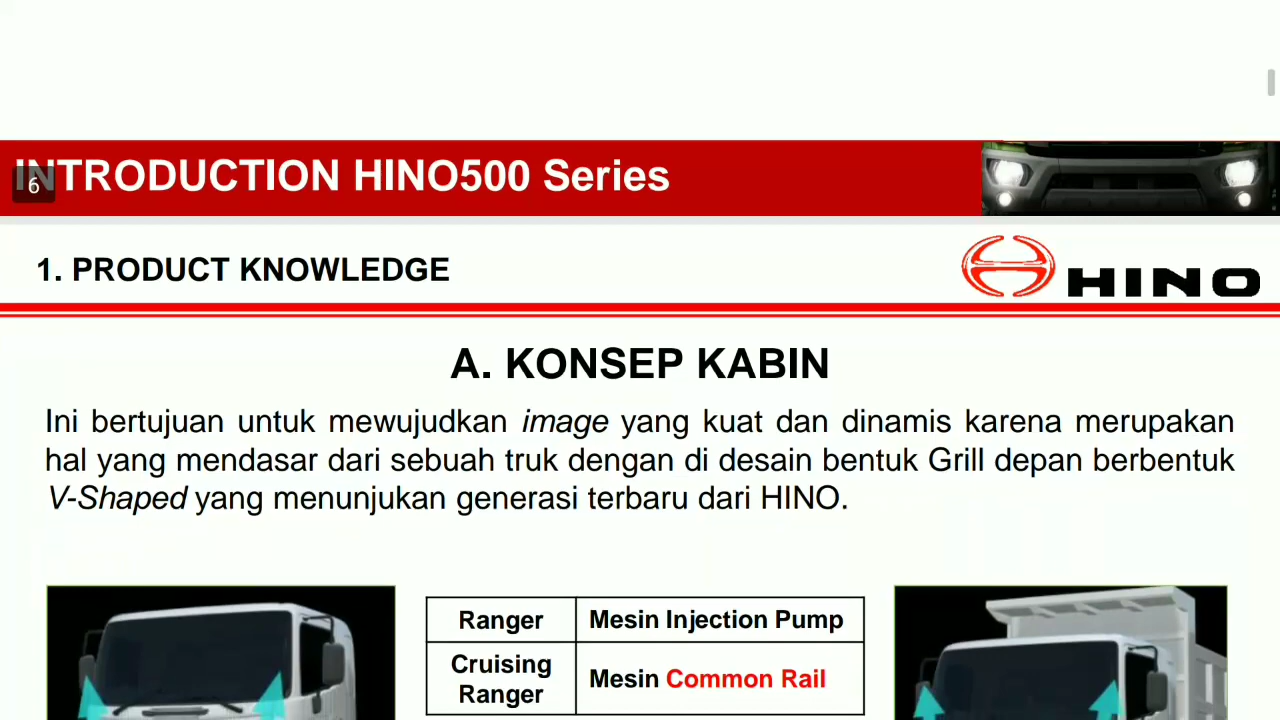 INTRODUCTION HINO500 Series
6
1. PRODUCT KNOWLEDGE
HINO
A. KONSEP KABIN
Ini bertujuan untuk mewujudkan image yang kuat dan dinamis karena merupakan
hal yang mendasar dari sebuah truk dengan di desain bentuk Grill depan berbentuk
V-Shaped yang menunjukan generasi terbaru dari HINO.
Ranger Mesin Injection Pump
Cruising
Ranger Mesin Common Rail